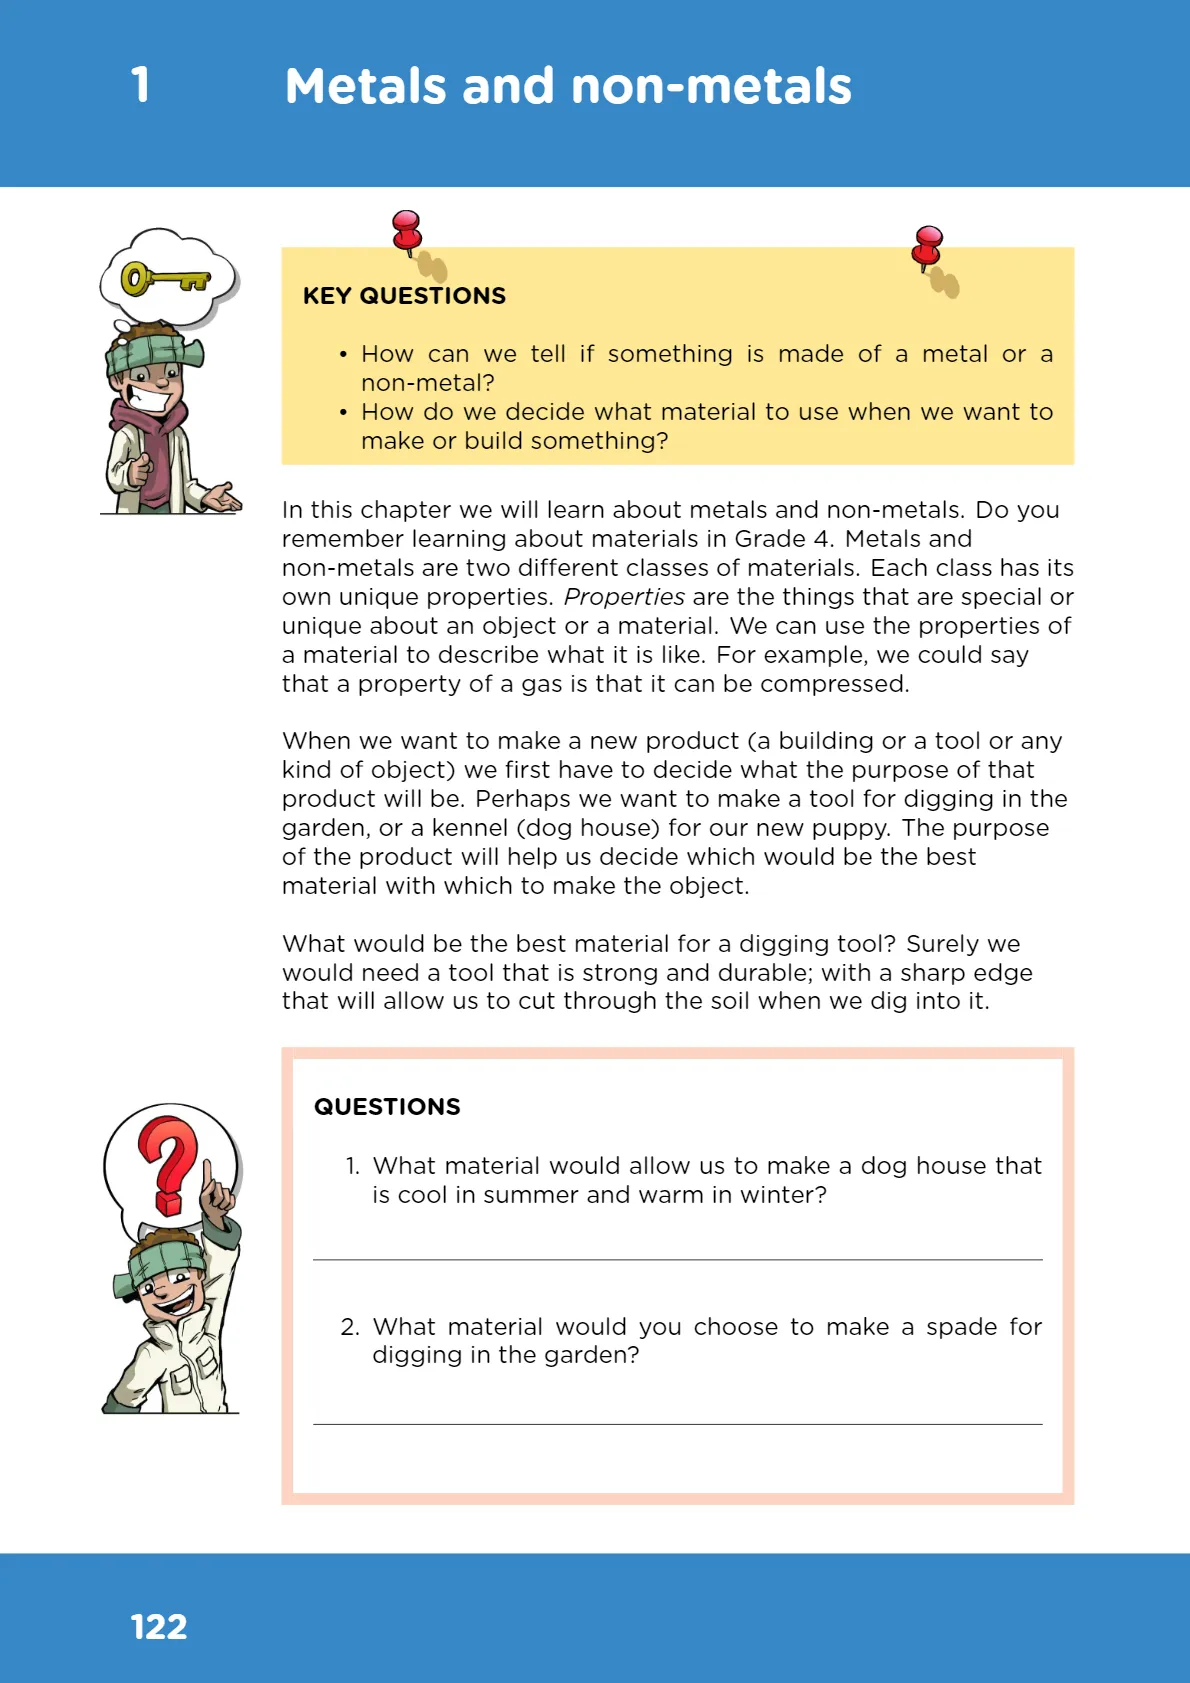 1 Metals and non-metals
KEY QUESTIONS
• How can we tell if something is made of a metal or a
non-metal?
• How do we decide what material to use when we want to
make or build something?
In this chapter we will learn about metals and non-metals. Do you
remember learning about materials in Grade 4. Metals and
non-metals are two different classes of materials. Each class has its
own unique properties. Properties are the things that are special or
unique about an object or a material. We can use the properties of
a material to describe what it is like. For example, we could say
that a property of a gas is that it can be compressed.
When we want to make a new product (a building or a tool or any
kind of object) we first have to decide what the purpose of that
product will be. Perhaps we want to make a tool for digging in the
garden, or a kennel (dog house) for our new puppy. The purpose
of the product will help us decide which would be the best
material with which to make the object.
What would be the best material for a digging tool? Surely we
would need a tool that is strong and durable; with a sharp edge
that will allow us to cut through the soil when we dig into it.
QUESTIONS
1. What material would allow us to make a dog house that
is cool in summer and warm in winter?
2. What material would you choose to make a spade for
digging in the garden?
122